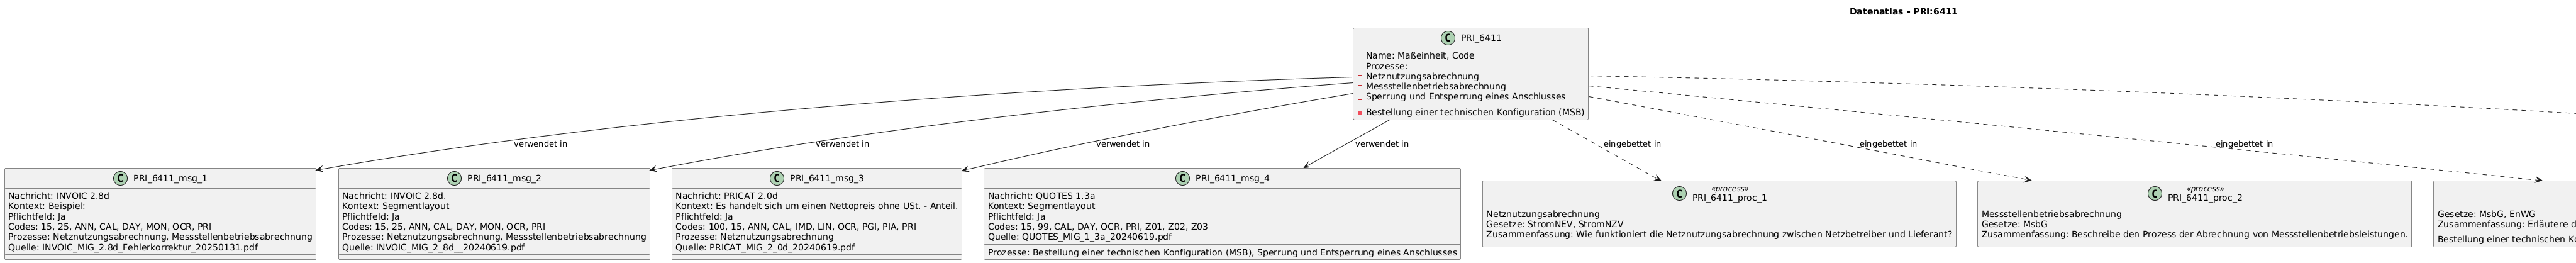 Datenatlas - PRI:6411
C PRI_6411
Name: Maßeinheit, Code
Prozesse:
Netznutzungsabrechnung
Messstellenbetriebsabrechnung
Sperrung und Entsperrung eines Anschlusses
Bestellung einer technischen Konfiguration (MSB)
verwendet in
verwendet in
verwendet in
verwendet in
eingebettet in
eingebettet in
eingebettet in
C PRI_6411_msg_1
Nachricht: INVOIC 2.8d
Kontext: Beispiel:
Pflichtfeld: Ja
Codes: 15, 25, ANN, CAL, DAY, MON, OCR, PRI
Prozesse: Netznutzungsabrechnung, Messstellenbetriebsabrechnung
Quelle: INVOIC_MIG_2.8d_Fehlerkorrektur_20250131.pdf
C PRI_6411_msg_2
Nachricht: INVOIC 2.8d.
Kontext: Segmentlayout
Pflichtfeld: Ja
Codes: 15, 25, ANN, CAL, DAY, MON, OCR, PRI
Prozesse: Netznutzungsabrechnung, Messstellenbetriebsabrechnung
Quelle: INVOIC_MIG_2_8d__20240619.pdf
C PRI_6411_msg_3
Nachricht: PRICAT 2.0d
Kontext: Es handelt sich um einen Nettopreis ohne USt. - Anteil.
Pflichtfeld: Ja
Codes: 100, 15, ANN, CAL, IMD, LIN, OCR, PGI, PIA, PRI
Prozesse: Netznutzungsabrechnung
Quelle: PRICAT_MIG_2_0d_20240619.pdf
C PRI_6411_msg_4
Nachricht: QUOTES 1.3a
Kontext: Segmentlayout
Pflichtfeld: Ja
Codes: 15, 99, CAL, DAY, OCR, PRI, Z01, Z02, Z03
Quelle: QUOTES_MIG_1_3a_20240619.pdf
Prozesse: Bestellung einer technischen Konfiguration (MSB), Sperrung und Entsperrung eines Anschlusses
C «process»
PRI_6411_proc_1
Netznutzungsabrechnung
Gesetze: StromNEV, StromNZV
Zusammenfassung: Wie funktioniert die Netznutzungsabrechnung zwischen Netzbetreiber und Lieferant?
C «process»
PRI_6411_proc_2
Messstellenbetriebsabrechnung
Gesetze: MsbG
Zusammenfassung: Beschreibe den Prozess der Abrechnung von Messstellenbetriebsleistungen.
Gesetze: MsbG, EnWG
Zusammenfassung: Erläutere d
Bestellung einer technischen